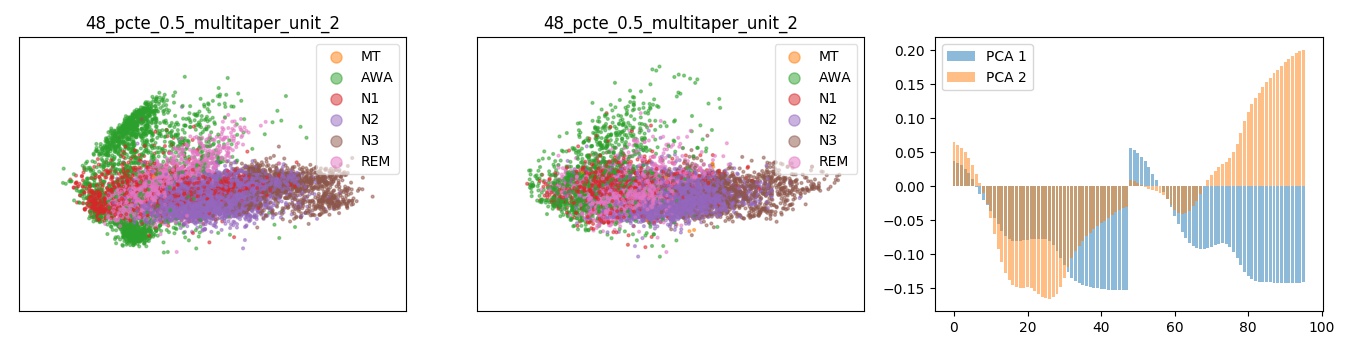 48_pcte_0.5_multitaper_unit_2
MT
AWA
N1
N2
N3
REM
48_pcte_0.5_multitaper_unit_2
MT
AWA
N1
N2
N3
REM
PCA 1
PCA 2
0.20
0.15
0.10
0.05
0.00
−0.05
−0.10
−0.15
0 20 40 60 80 100